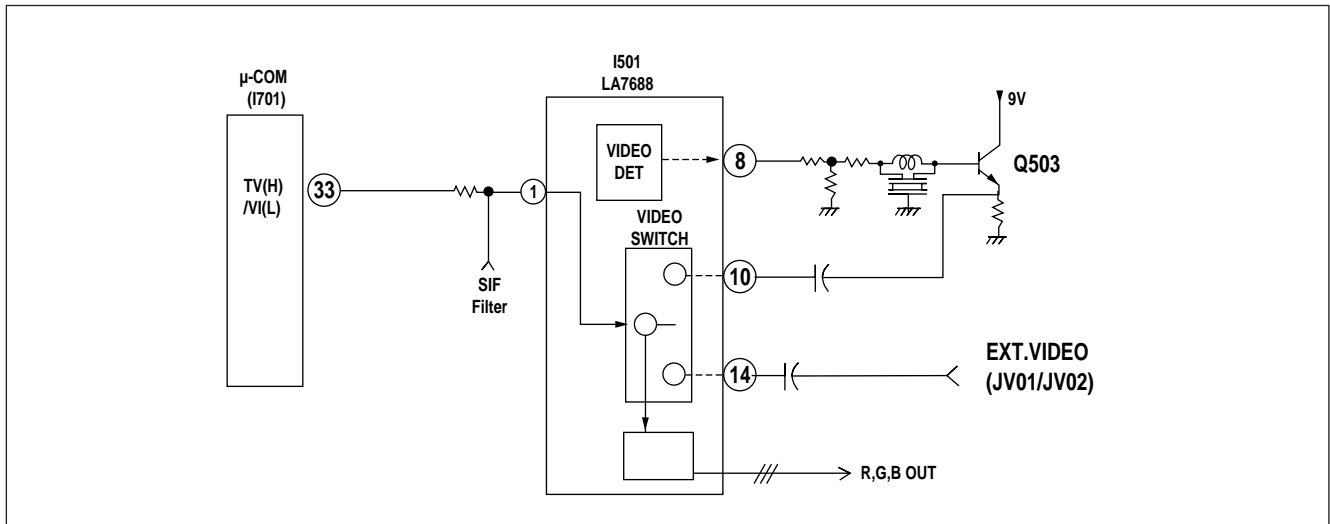 µ-COM
(I701)
TV(H)
/VI(L)
33
SIF
Filter
1
I501
LA7688
VIDEO
DET
VIDEO
SWITCH
8
10
14
9V
Q503
EXT.VIDEO
(JV01/JV02)
R,G,B OUT